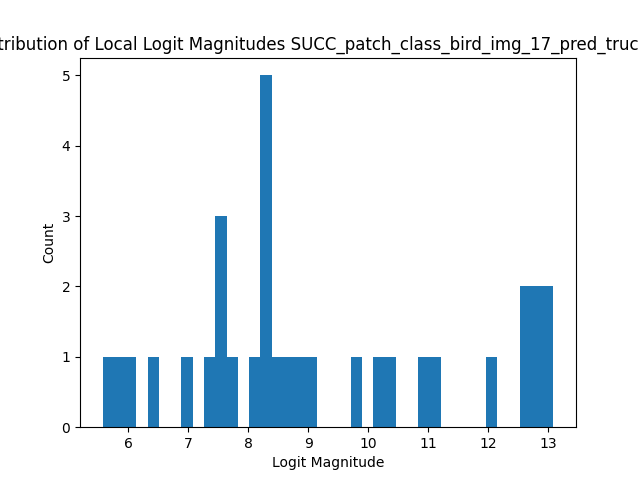 tribution of Local Logit Magnitudes SUCC_patch_class_bird_img_17_pred_truc
5
4
3
2
1
0
Count
6 7 8 9 10 11 12 13
Logit Magnitude